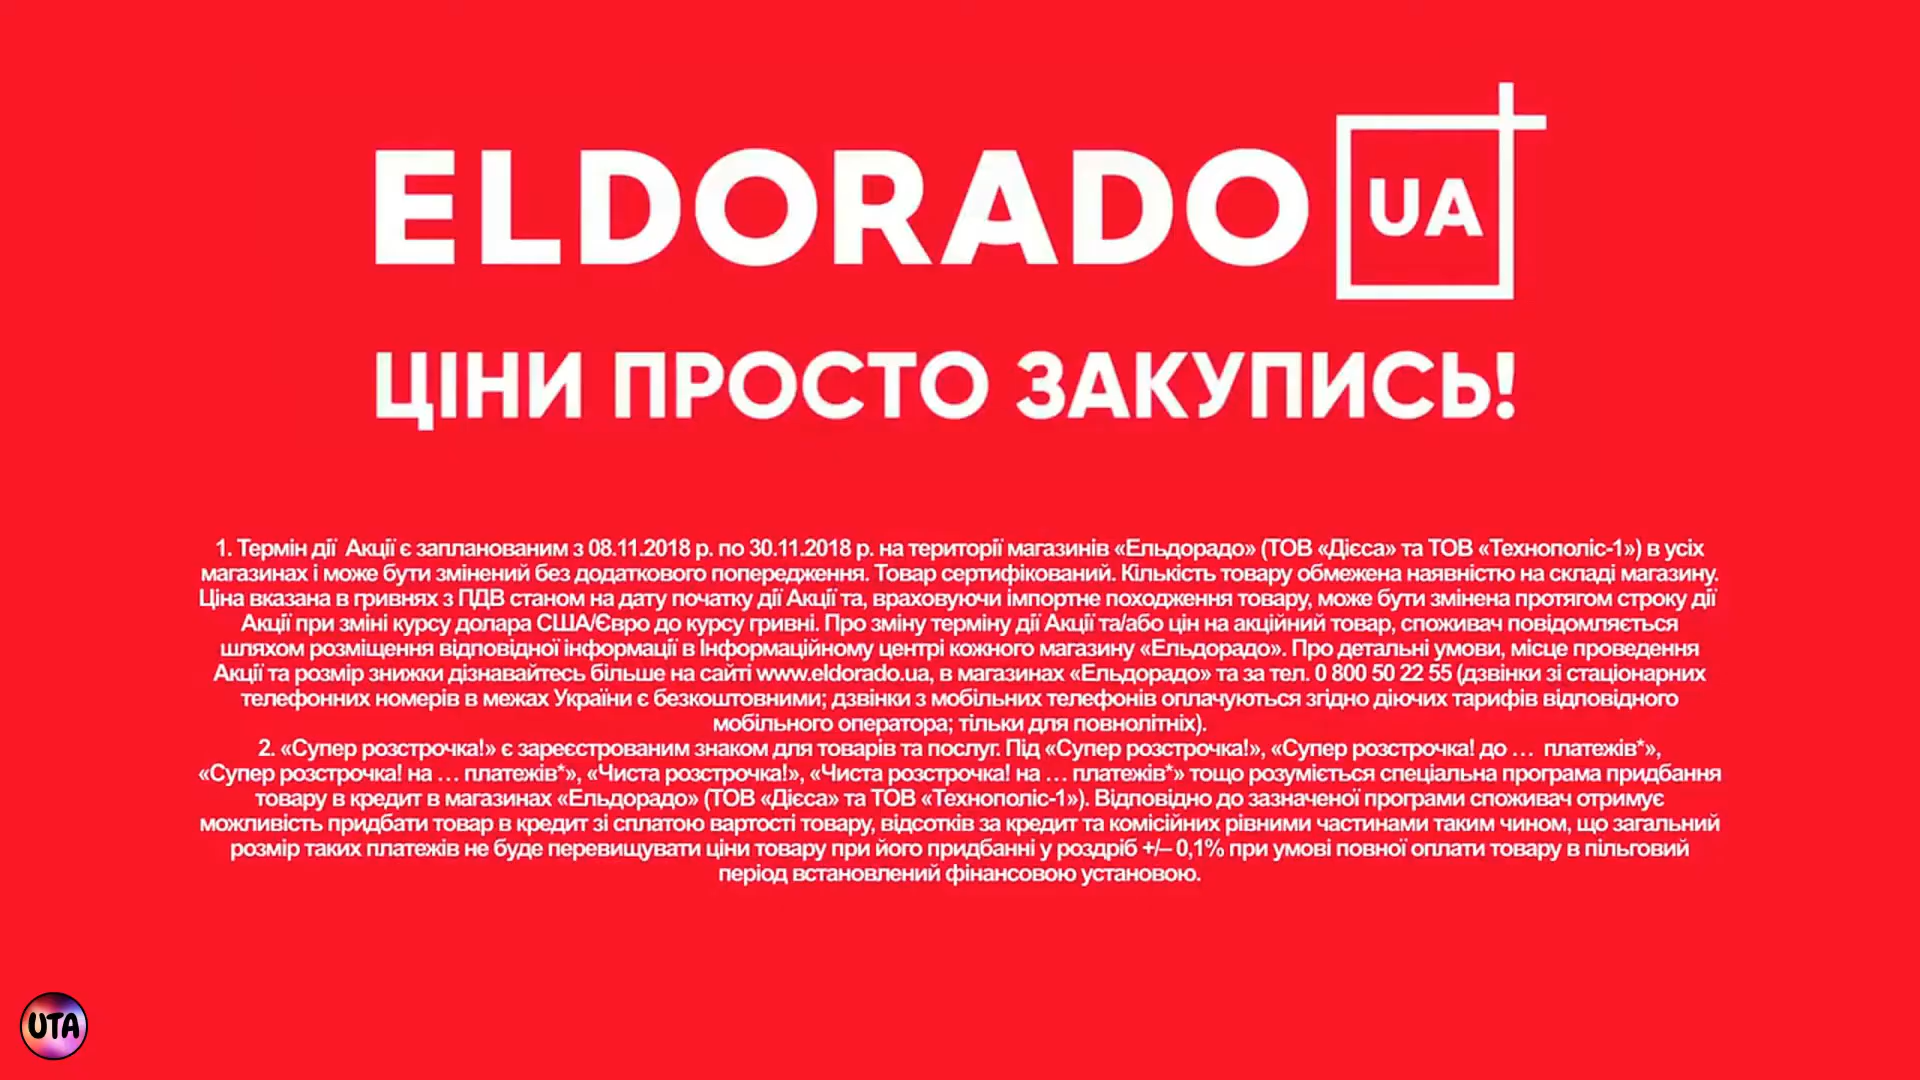 ELDORADO UA
ЦІНИ ПРОСТО ЗАКУПИСЬ!
1. Термін дії Акції є запланованим з 08.11.2018 р. по 30.11.2018 р. на території магазинів «Ельдорадо» (ТОВ «Дієса» та ТОВ «Технополіс-1») в усіх
магазинах і може бути змінений без додаткового попередження. Товар сертифікований. Кількість товару обмежена наявністю на складі магазину.
Ціна вказана в гривнях з ПДВ станом на дату початку дії Акції та, враховуючи імпортне походження товару, може бути змінена протягом строку дії
Акції при зміні курсу долара США/Євро до курсу гривні. Про зміну терміну дії Акції та/або цін на акційний товар, споживач повідомляється
шляхом розміщення відповідної інформації в Інформаційному центрі кожного магазину «Ельдорадо». Про детальні умови, місце проведення
Акції та розмір знижки дізнавайтесь більше на сайті www.eldorado.ua, в магазинах «Ельдорадо» та за тел. 0 800 50 22 55 (дзвінки зі стаціонарних
телефонних номерів в межах України є безкоштовними; дзвінки з мобільних телефонів оплачуються згідно діючих тарифів відповідного
мобільного оператора; тільки для повнолітніх).
2. «Супер розстрочка!» є зареєстрованим знаком для товарів та послуг. Під «Супер розстрочка!», «Супер розстрочка! до … платежів*»,
«Супер розстрочка! на … платежів*», «Чиста розстрочка!», «Чиста розстрочка! на … платежів*» тощо розуміється спеціальна програма придбання
товару в кредит в магазинах «Ельдорадо» (ТОВ «Дієса» та ТОВ «Технополіс-1»). Відповідно до зазначеної програми споживач отримує
можливість придбати товар в кредит зі сплатою вартості товару, відсотків за кредит та комісійних рівними частинами таким чином, що загальний
розмір таких платежів не буде перевищувати ціни товару при його придбанні у роздріб +/– 0,1% при умові повної оплати товару в пільговий
період встановлений фінансовою установою.
UTA